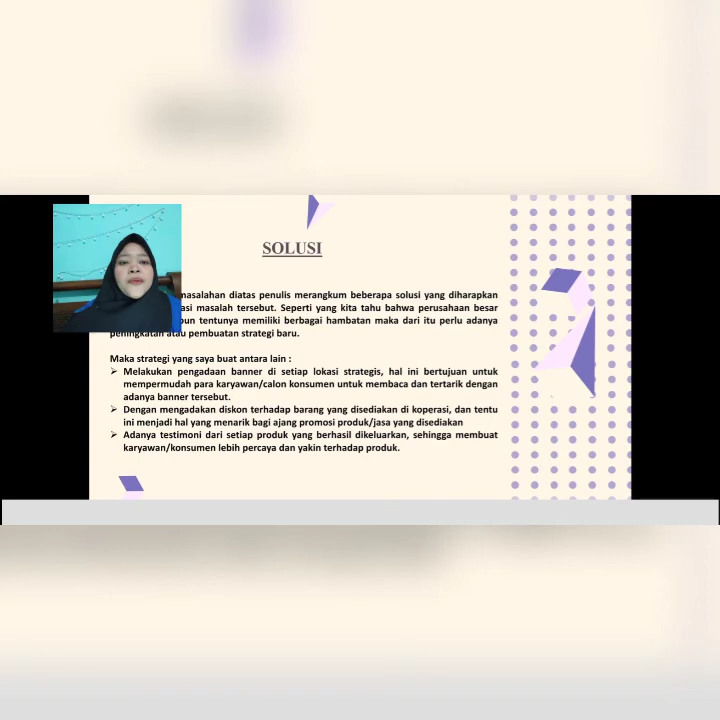 SOLUSI
masalahan diatas penulis merangkum beberapa solusi yang diharapkan
asi masalah tersebut. Seperti yang kita tahu bahwa perusahaan besar
pun tentunya memiliki berbagai hambatan maka dari itu perlu adanya
peningkatan atau pembuatan strategi baru.
Maka strategi yang saya buat antara lain :
➢ Melakukan pengadaan banner di setiap lokasi strategis, hal ini bertujuan untuk
mempermudah para karyawan/calon konsumen untuk membaca dan tertarik dengan
adanya banner tersebut.
➢ Dengan mengadakan diskon terhadap barang yang disediakan di koperasi, dan tentu
ini menjadi hal yang menarik bagi ajang promosi produk/jasa yang disediakan
➢ Adanya testimoni dari setiap produk yang berhasil dikeluarkan, sehingga membuat
karyawan/konsumen lebih percaya dan yakin terhadap produk.